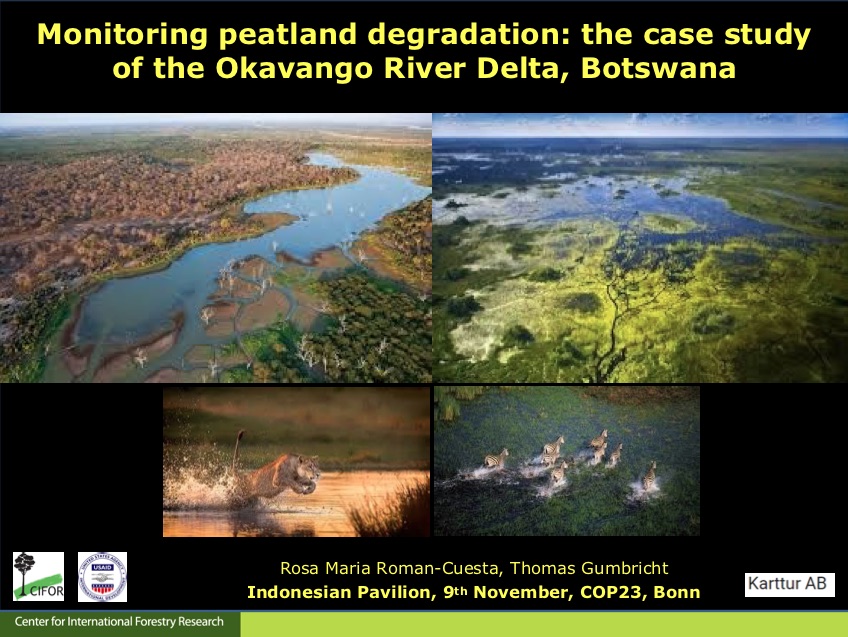 Monitoring peatland degradation: the case study
of the Okavango River Delta, Botswana
Rosa Maria Roman-Cuesta, Thomas Gumbricht
Indonesian Pavilion, 9th November, COP23, Bonn
CIFOR
USAID
Karttur AB
Center for International Forestry Research